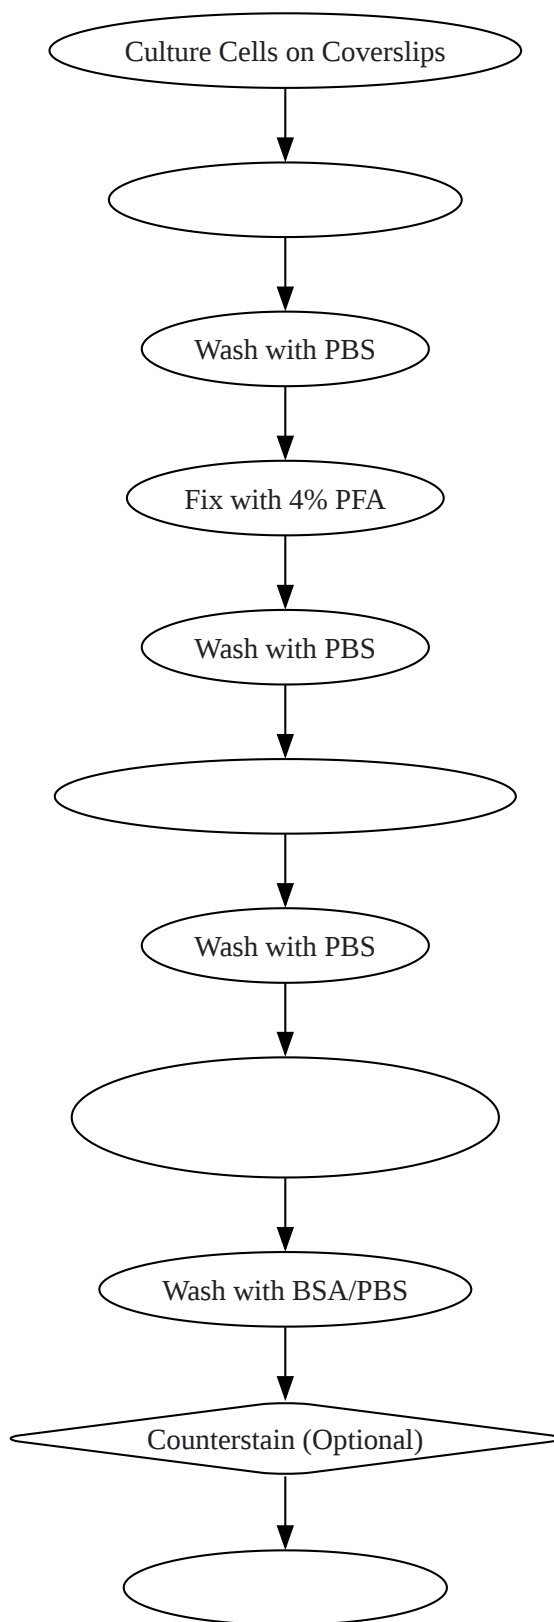 Culture Cells on Coverslips
Wash with PBS
Fix with 4% PFA
Wash with PBS
Wash with PBS
Wash with BSA/PBS
Counterstain (Optional)